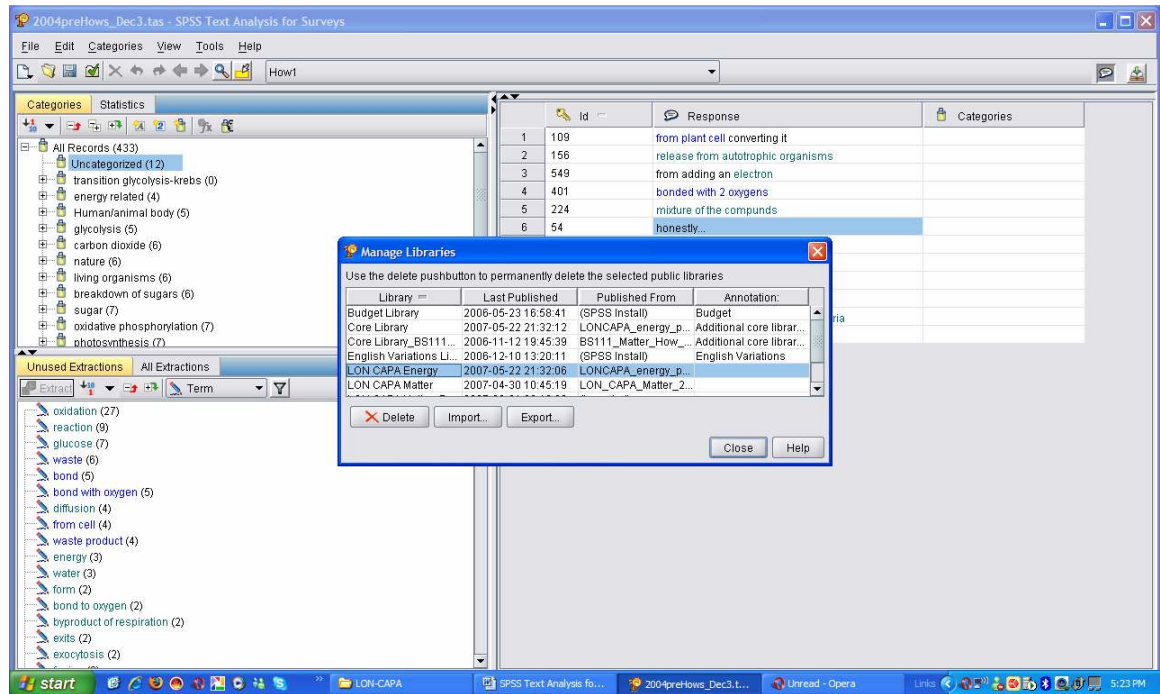 2004preHows_Dec3.tas - SPSS Text Analysis for Surveys
File Edit Categories View Tools Help
How1
Categories Statistics
All Records (433)
Uncategorized (12)
transition glycolysis-krebs (0)
energy related (4)
Human/animal body (5)
glycolysis (5)
carbon dioxide (6)
nature (6)
living organisms (6)
breakdown of sugars (6)
sugar (7)
oxidative phosphorylation (7)
photosynthesis (7)
Unused Extractions All Extractions
Extract Term
oxidation (27)
reaction (9)
glucose (7)
waste (6)
bond (5)
bond with oxygen (5)
diffusion (4)
from cell (4)
waste product (4)
energy (3)
water (3)
form (2)
bond to oxygen (2)
byproduct of respiration (2)
exits (2)
exocytosis (2)
Id Response Categories
1 109 from plant cell converting it
2 156 release from autotrophic organisms
3 549 from adding an electron
4 401 bonded with 2 oxygens
5 224 mixture of the compunds
6 54 honestly...
ria
Manage Libraries
Use the delete pushbutton to permanently delete the selected public libraries
Library Last Published Published From Annotation:
Budget Library 2006-05-23 16:58:41 (SPSS Install) Budget
Core Library 2007-05-22 21:32:12 LONCAPA_energy_p... Additional core librar...
Core Library_BS111... 2006-11-12 19:45:39 BS111_Matter_How_... Additional core librar...
English Variations Li... 2006-12-10 13:20:11 (SPSS Install) English Variations
LON CAPA Energy 2007-05-22 21:32:06 LONCAPA_energy_p...
LON CAPA Matter 2007-04-30 10:45:19 LON_CAPA_Matter_2...
Delete Import... Export...
Close Help
start LON-CAPA SPSS Text Analysis fo... 2004preHows_Dec3.t... Unread - Opera Links 5:23 PM